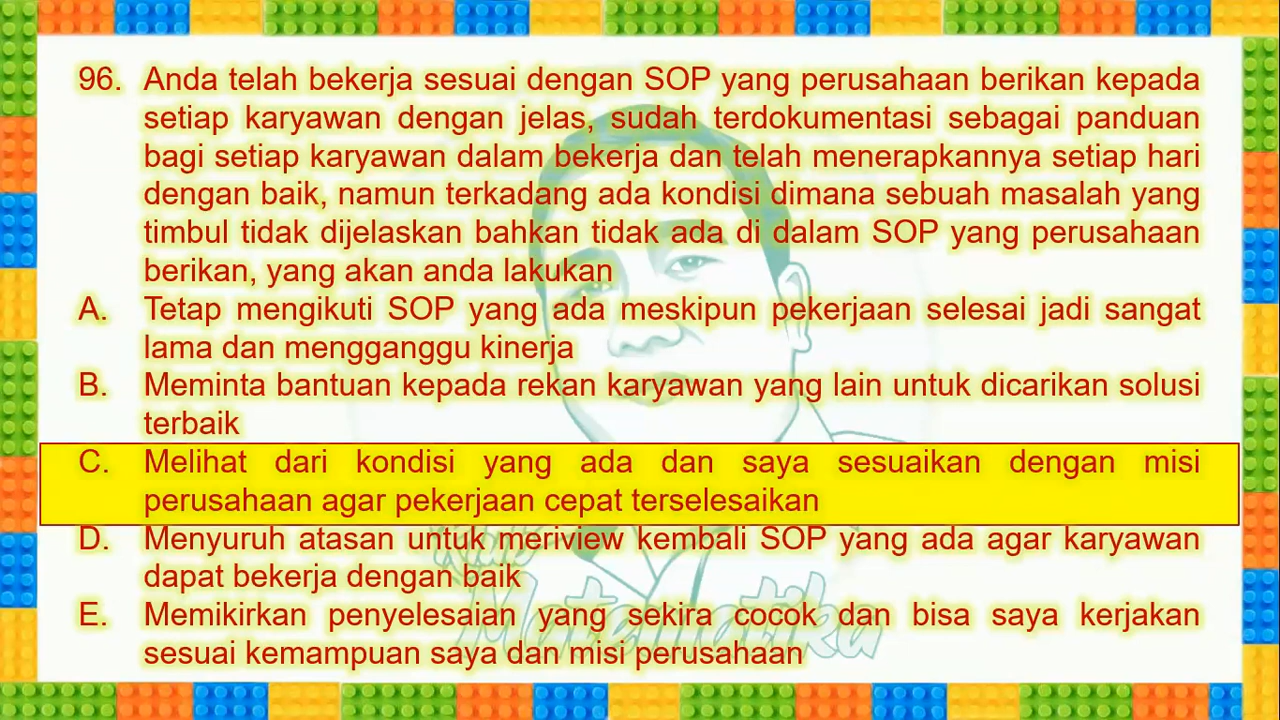 96. Anda telah bekerja sesuai dengan SOP yang perusahaan berikan kepada
setiap karyawan dengan jelas, sudah terdokumentasi sebagai panduan
bagi setiap karyawan dalam bekerja dan telah menerapkannya setiap hari
dengan baik, namun terkadang ada kondisi dimana sebuah masalah yang
timbul tidak dijelaskan bahkan tidak ada di dalam SOP yang perusahaan
berikan, yang akan anda lakukan
A. Tetap mengikuti SOP yang ada meskipun pekerjaan selesai jadi sangat
lama dan mengganggu kinerja
B. Meminta bantuan kepada rekan karyawan yang lain untuk dicarikan solusi
terbaik
C. Melihat dari kondisi yang ada dan saya sesuaikan dengan misi
perusahaan agar pekerjaan cepat terselesaikan
D. Menyuruh atasan untuk meriview kembali SOP yang ada agar karyawan
dapat bekerja dengan baik
E. Memikirkan penyelesaian yang sekira cocok dan bisa saya kerjakan
sesuai kemampuan saya dan misi perusahaan
Matematika